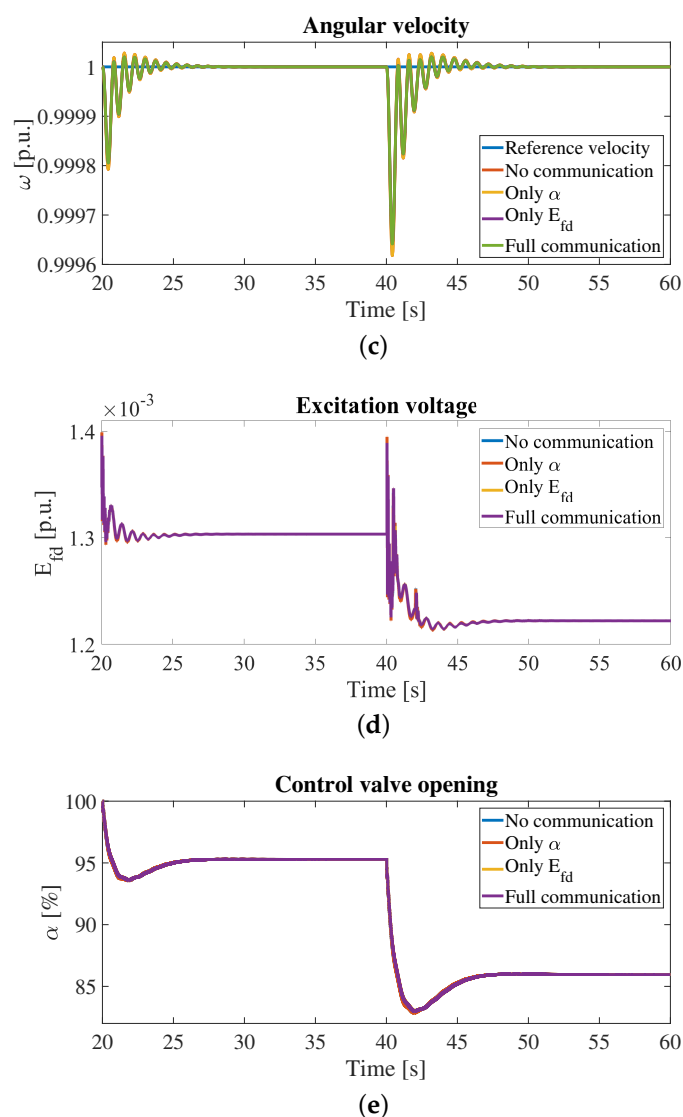 Angular velocity
1
0.9999
0.9998
0.9997
0.9996
ω [p.u.]
Reference velocity
No communication
Only α
Only E_fd
Full communication
20 25 30 35 40 45 50 55 60
Time [s]
(c)
Excitation voltage
×10^-3
1.4
1.3
1.2
E_fd [p.u.]
No communication
Only α
Only E_fd
Full communication
20 25 30 35 40 45 50 55 60
Time [s]
(d)
Control valve opening
100
95
90
85
α [%]
No communication
Only α
Only E_fd
Full communication
20 25 30 35 40 45 50 55 60
Time [s]
(e)